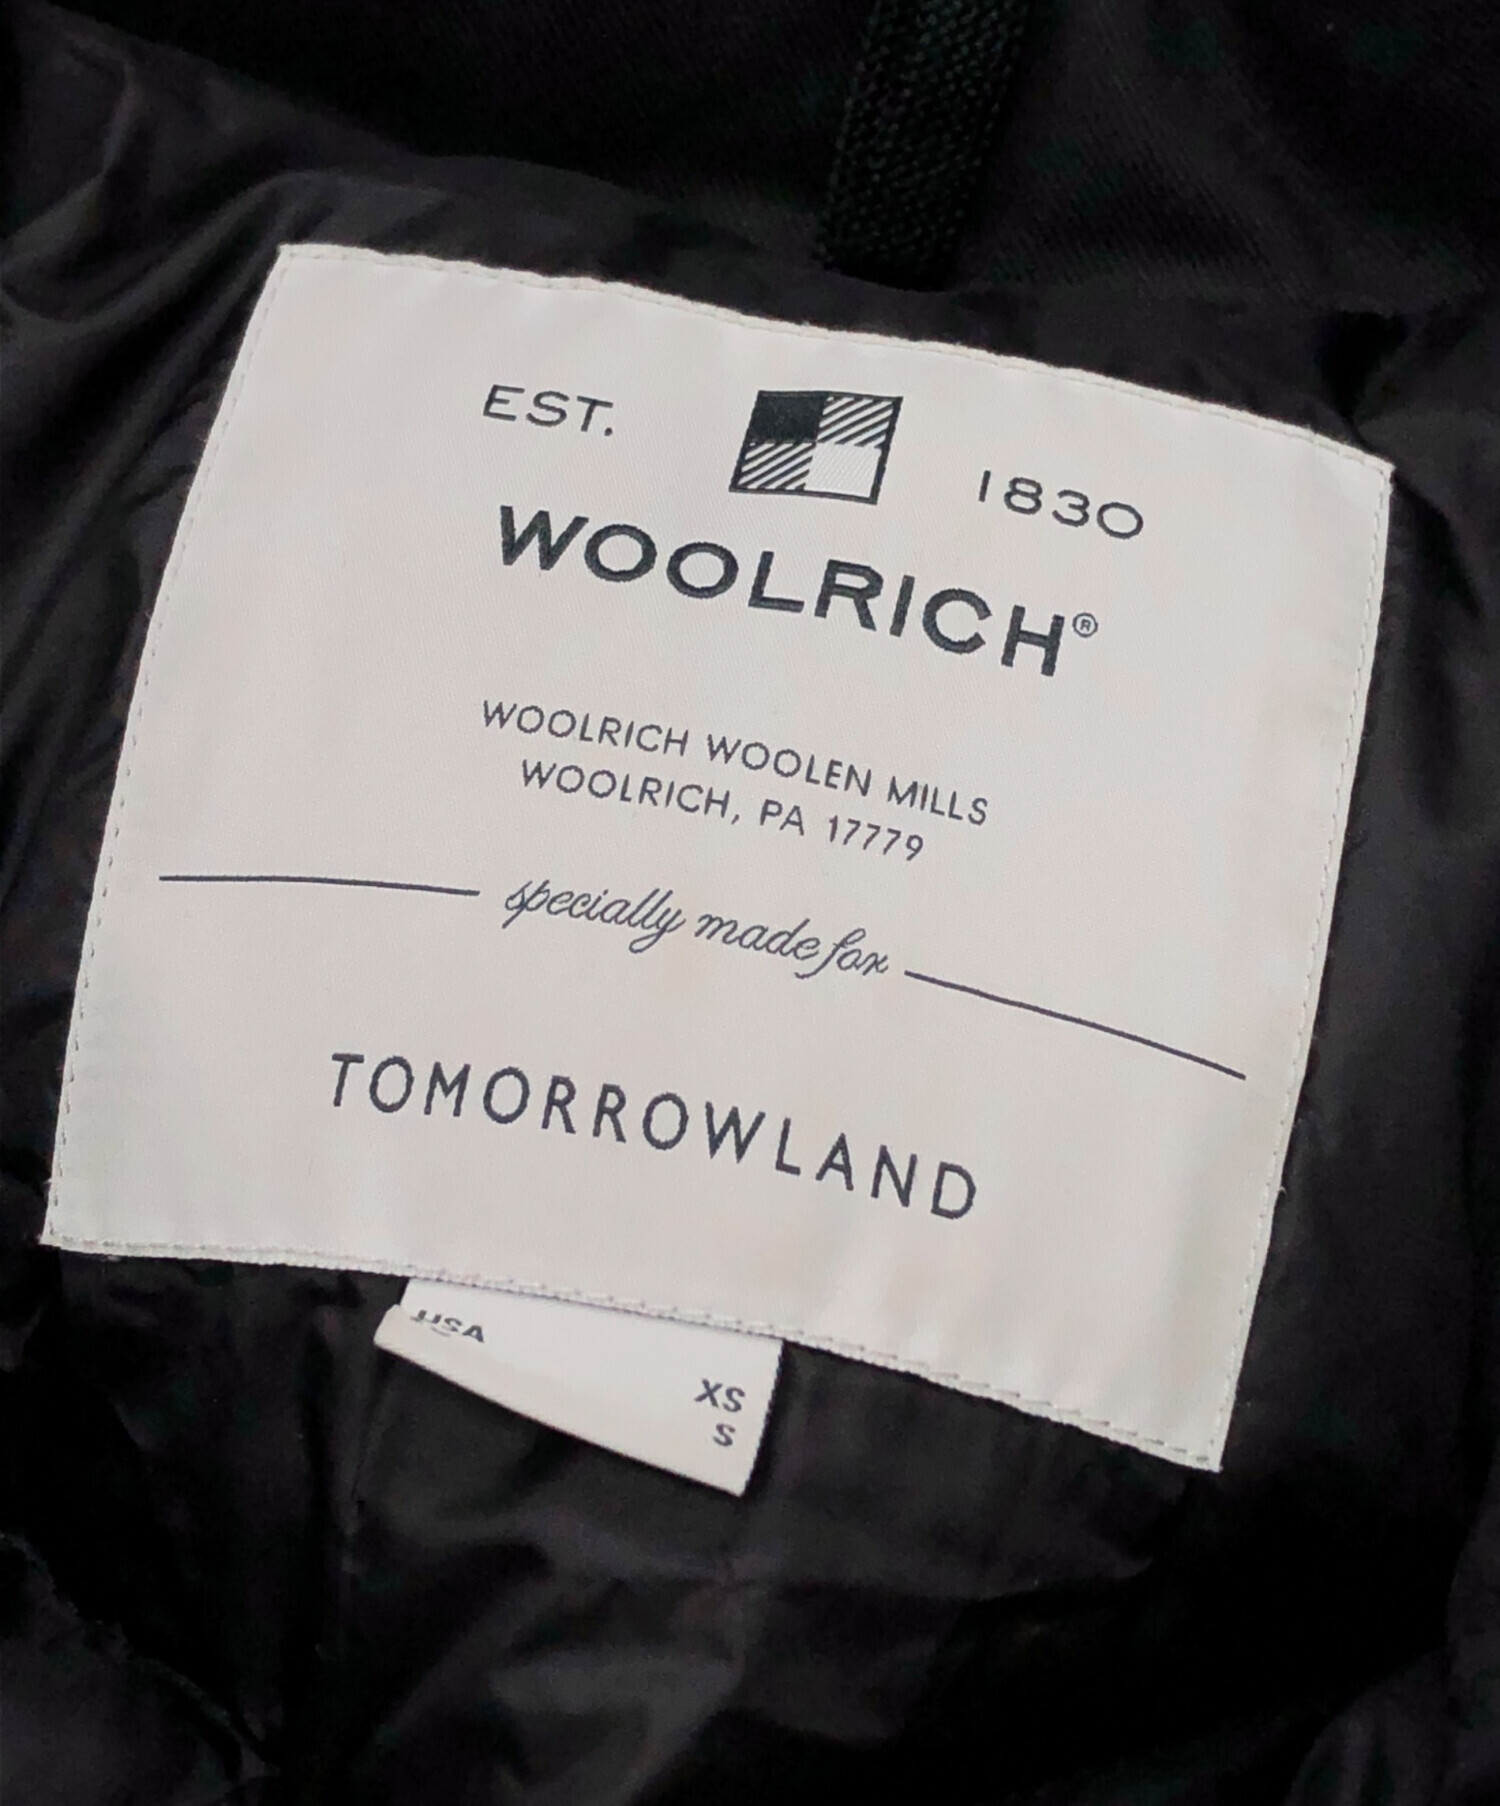 EST. 1830
WOOLRICH®
WOOLRICH WOOLEN MILLS
WOOLRICH, PA 17779
specially made for
TOMORROWLAND
USA
XS
S